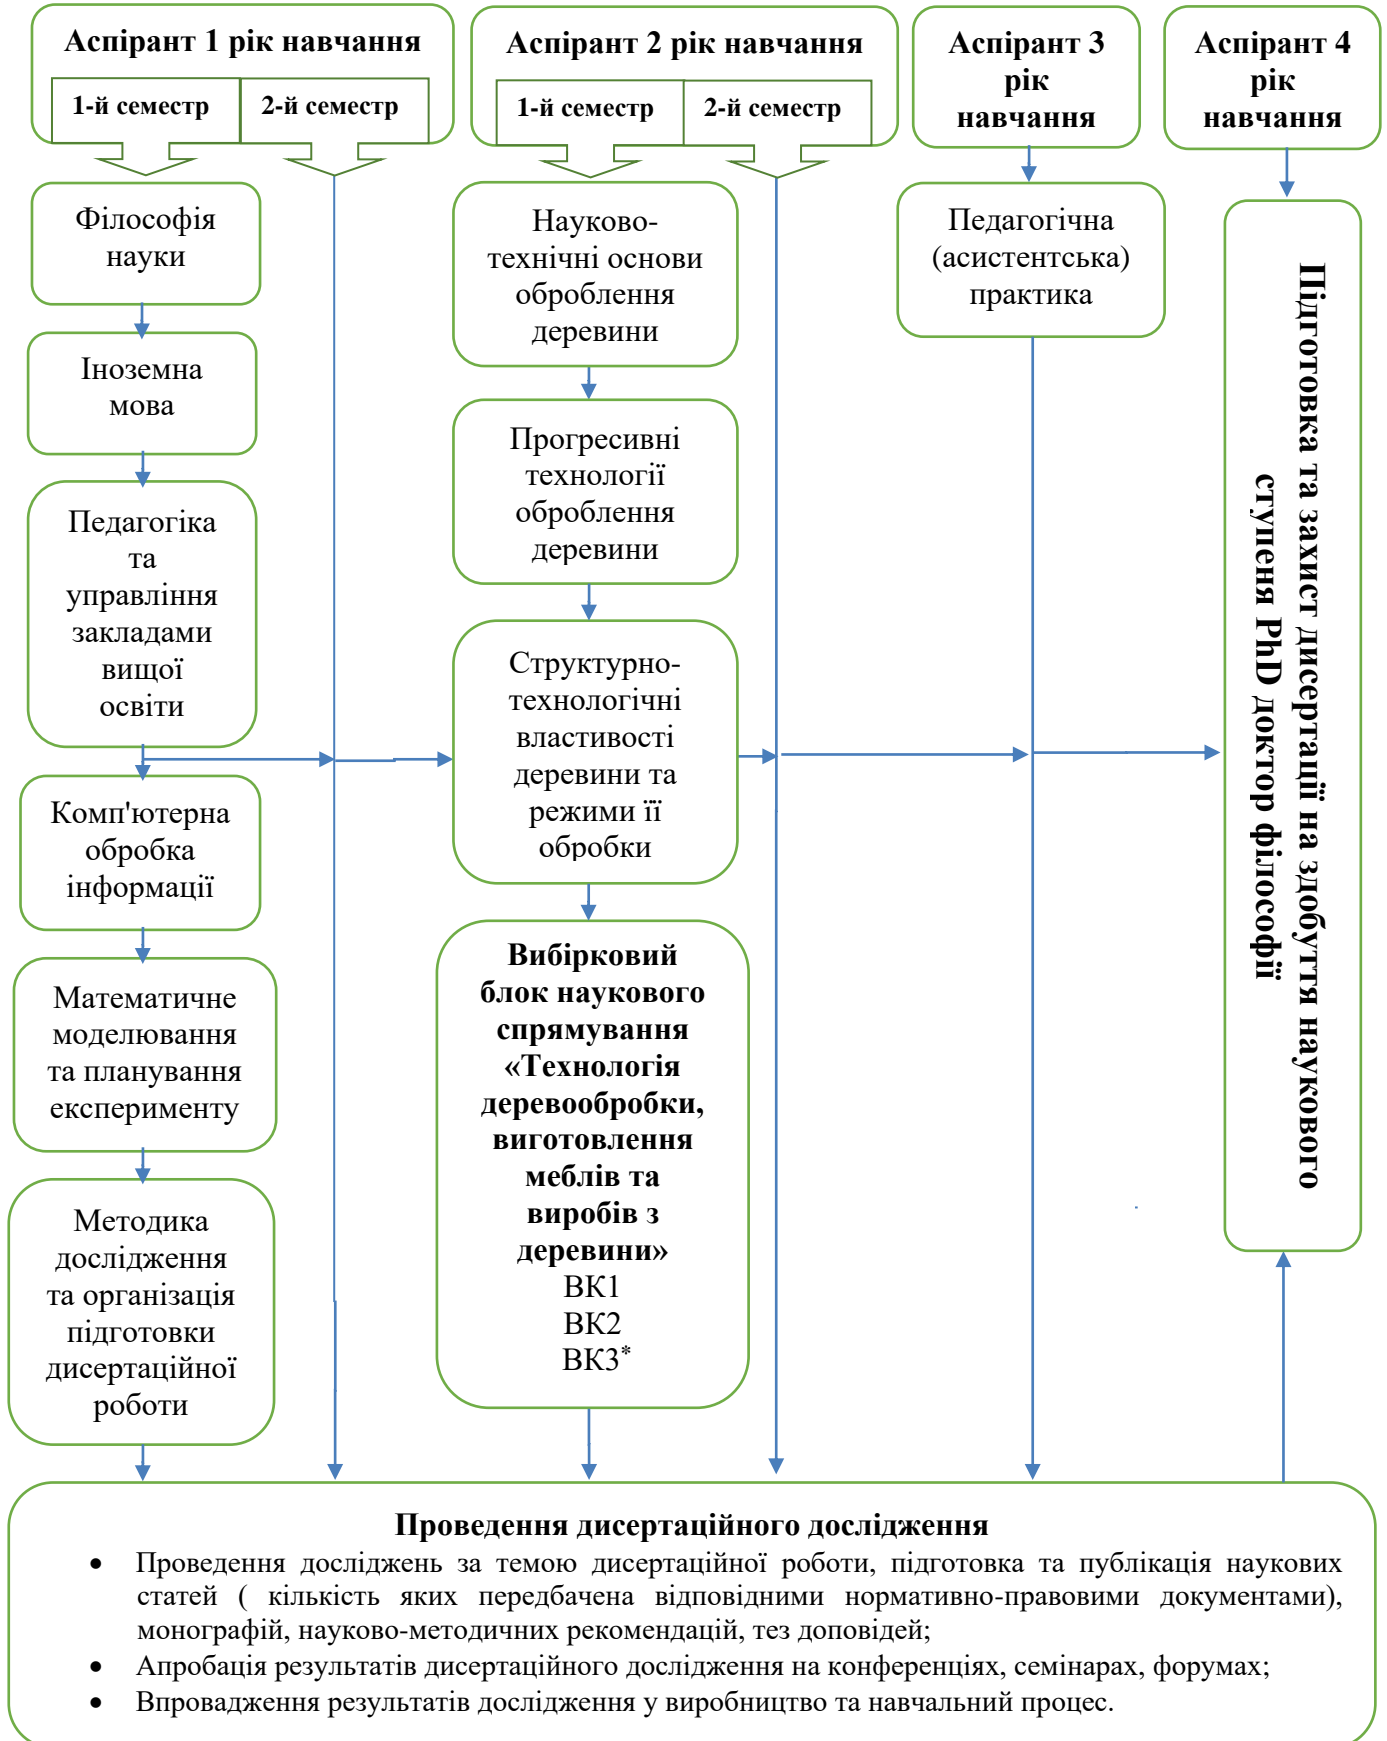 Аспірант 1 рік навчання
1-й семестр
2-й семестр
Філософія
науки
Іноземна
мова
Педагогіка
та
управління
закладами
вищої
освіти
Комп'ютерна
обробка
інформації
Математичне
моделювання
та планування
експерименту
Методика
дослідження
та організація
підготовки
дисертаційної
роботи
Аспірант 2 рік навчання
1-й семестр
2-й семестр
Науково-
технічні основи
оброблення
деревини
Прогресивні
технології
оброблення
деревини
Структурно-
технологічні
властивості
деревини та
режими її
обробки
Вибірковий
блок наукового
спрямування
«Технологія
деревообробки,
виготовлення
меблів та
виробів з
деревини»
ВК1
ВК2
ВК3*
Аспірант 3
рік
навчання
Педагогічна
(асистентська)
практика
Аспірант 4
рік
навчання
Підготовка та захист дисертації на здобуття наукового
ступеня PhD доктор філософії
Проведення дисертаційного дослідження
• Проведення досліджень за темою дисертаційної роботи, підготовка та публікація наукових
статей ( кількість яких передбачена відповідними нормативно-правовими документами),
монографій, науково-методичних рекомендацій, тез доповідей;
• Апробація результатів дисертаційного дослідження на конференціях, семінарах, форумах;
• Впровадження результатів дослідження у виробництво та навчальний процес.